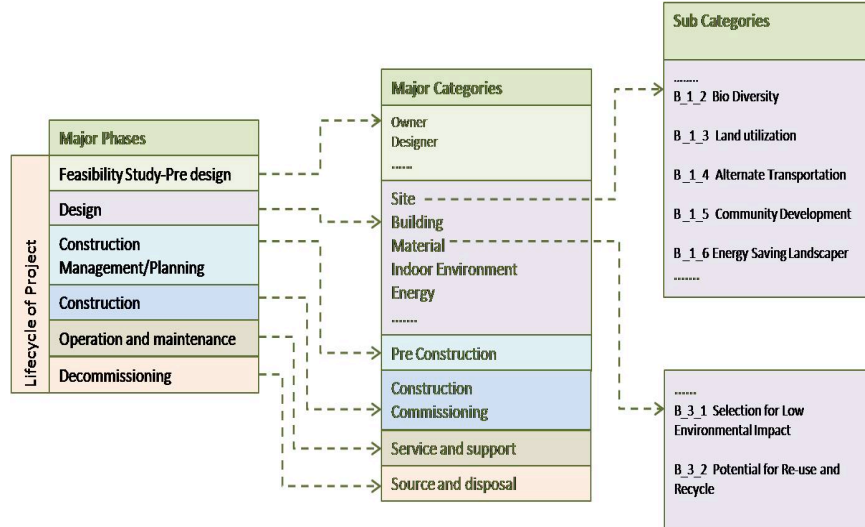 Lifecycle of Project
Major Phases
Feasibility Study-Pre design
Design
Construction
Management/Planning
Construction
Operation and maintenance
Decommissioning
Major Categories
Owner
Designer
......
Site
Building
Material
Indoor Environment
Energy
.......
Pre Construction
Construction
Commissioning
Service and support
Source and disposal
Sub Categories
........
B_1_2 Bio Diversity
B_1_3 Land utilization
B_1_4 Alternate Transportation
B_1_5 Community Development
B_1_6 Energy Saving Landscaper
.......
......
B_3_1 Selection for Low
Environmental Impact
B_3_2 Potential for Re-use and
Recycle